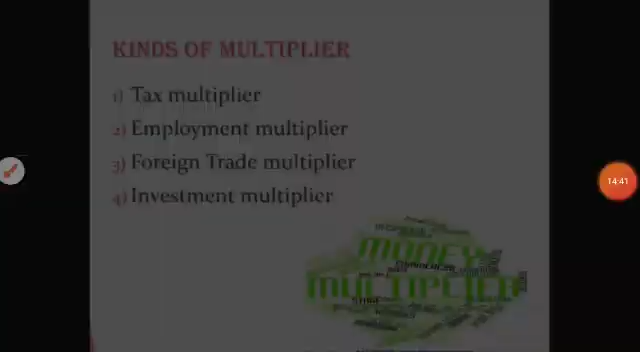 KINDS OF MULTIPLIER
1) Tax multiplier
2) Employment multiplier
3) Foreign Trade multiplier
4) Investment multiplier
14:41
MONEY
MULTIPLIER